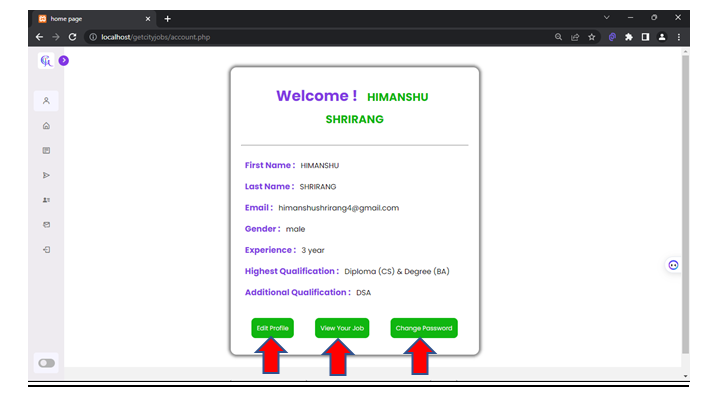 home page
localhost/getcityjobs/account.php
Welcome ! HIMANSHU
SHRIRANG
First Name : HIMANSHU
Last Name : SHRIRANG
Email : himanshushrirang4@gmail.com
Gender : male
Experience : 3 year
Highest Qualification : Diploma (CS) & Degree (BA)
Additional Qualification : DSA
Edit Profile
View Your Job
Change Password